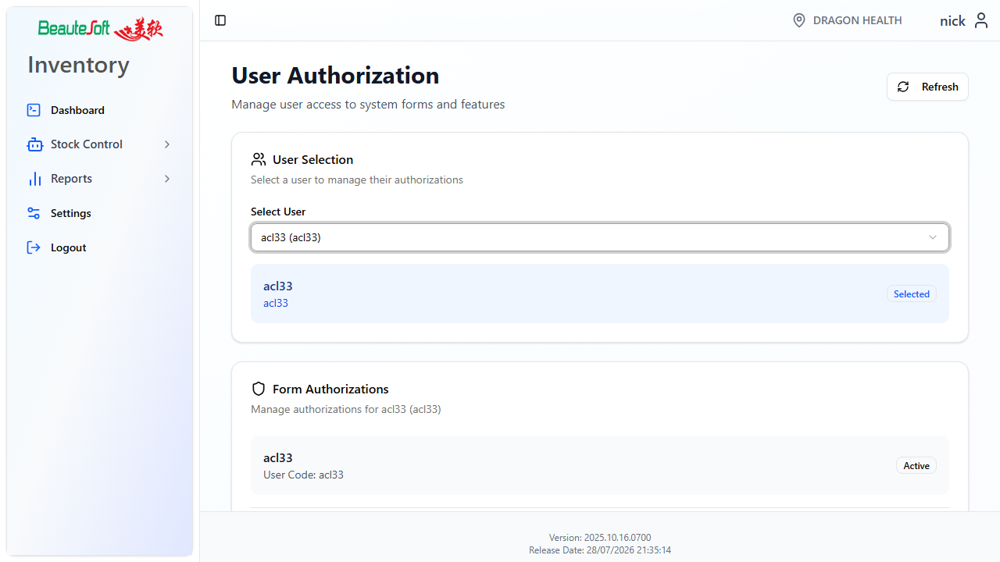 BeauteSoft 美软
Inventory
Dashboard
Stock Control
Reports
Settings
Logout
DRAGON HEALTH
nick
User Authorization
Manage user access to system forms and features
Refresh
User Selection
Select a user to manage their authorizations
Select User
acl33 (acl33)
acl33
acl33
Selected
Form Authorizations
Manage authorizations for acl33 (acl33)
acl33
User Code: acl33
Active
Version: 2025.10.16.0700
Release Date: 28/07/2026 21:35:14